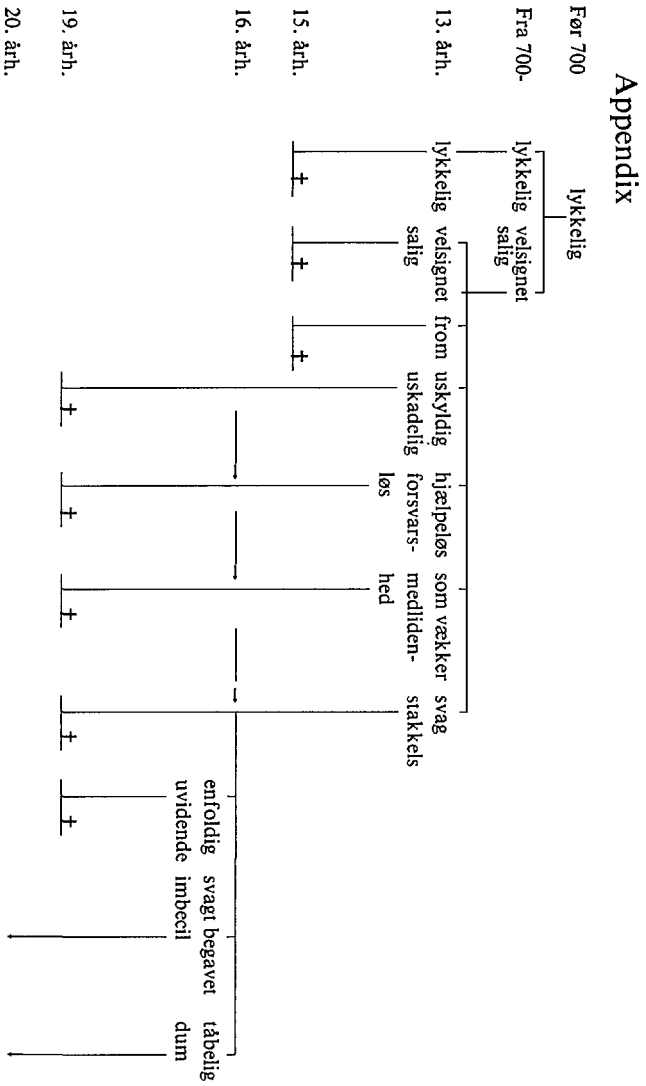 Appendix
Før 700
lykkelig
Fra 700-
lykkelig
velsignet
salig
13. årh.
lykkelig
velsignet
salig
from
uskyldig
uskadelig
hjælpeløs
forsvars-
løs
som vækker
medliden-
hed
svag
stakkels
15. årh.
†
†
†
16. årh.
enfoldig
uvidende
svagt begavet
imbecil
tåbelig
dum
19. årh.
†
†
†
†
†
20. årh.